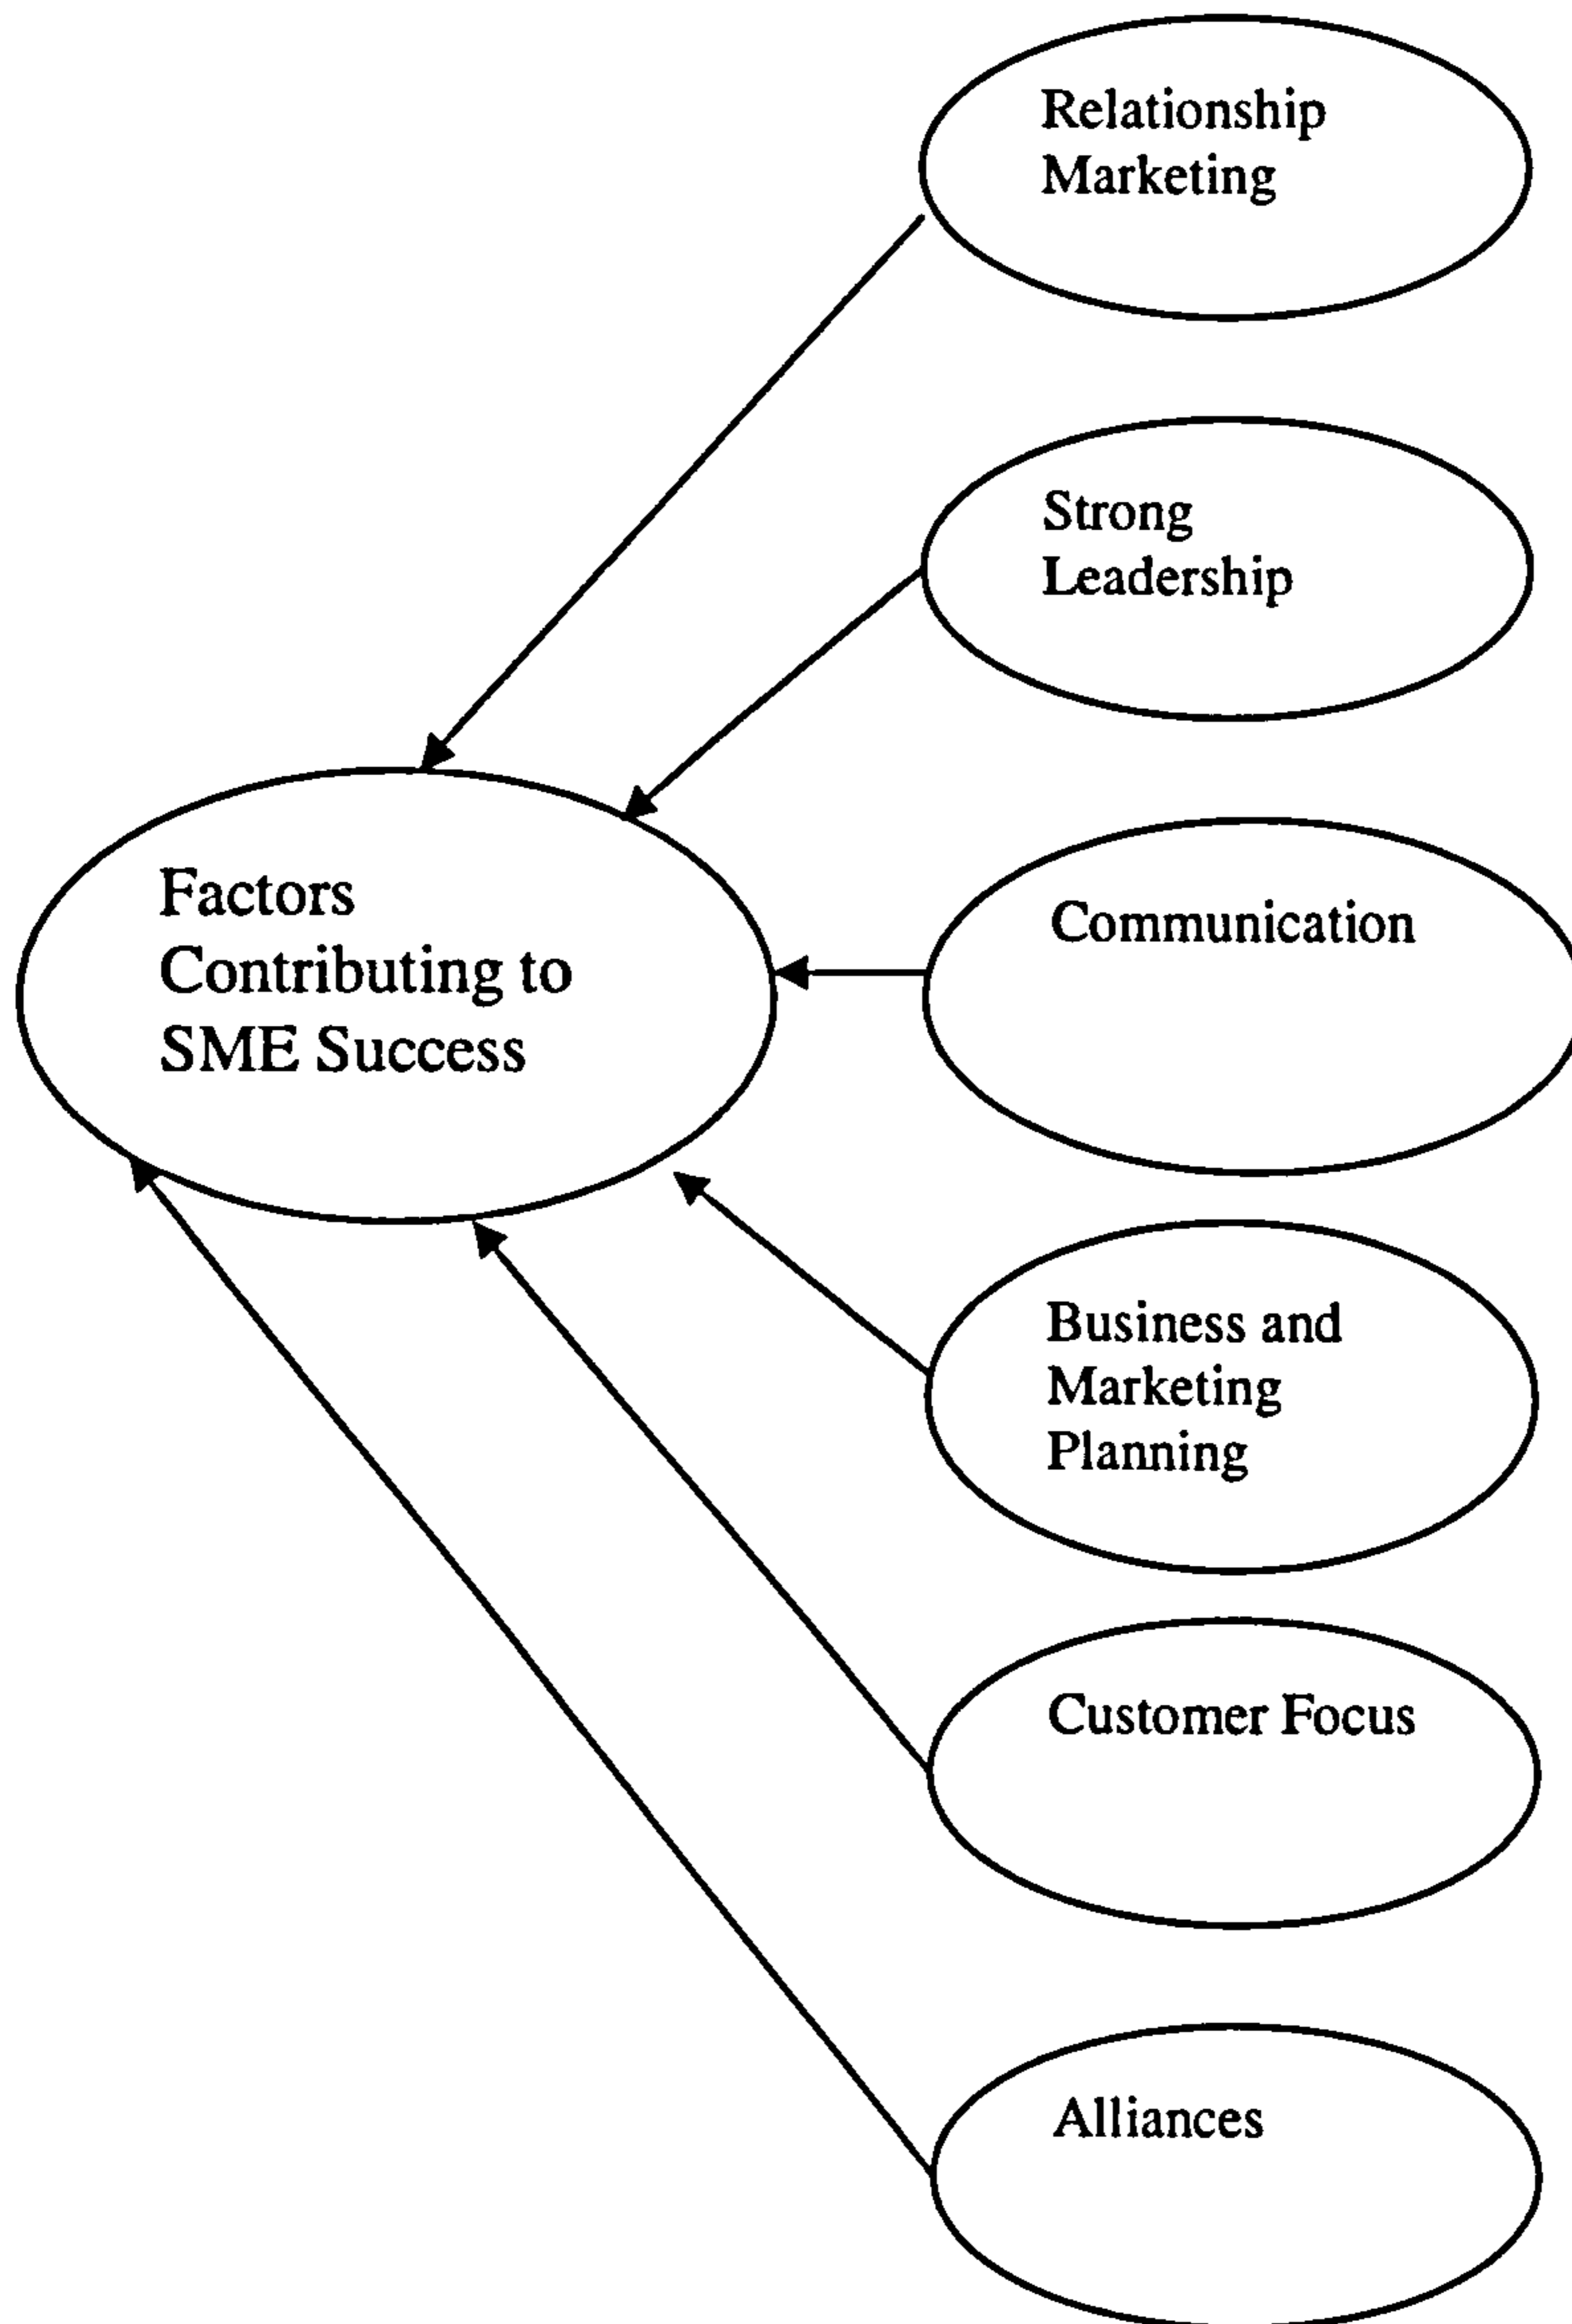 Relationship
Marketing
Strong
Leadership
Factors
Contributing to
SME Success
Communication
Business and
Marketing
Planning
Customer Focus
Alliances